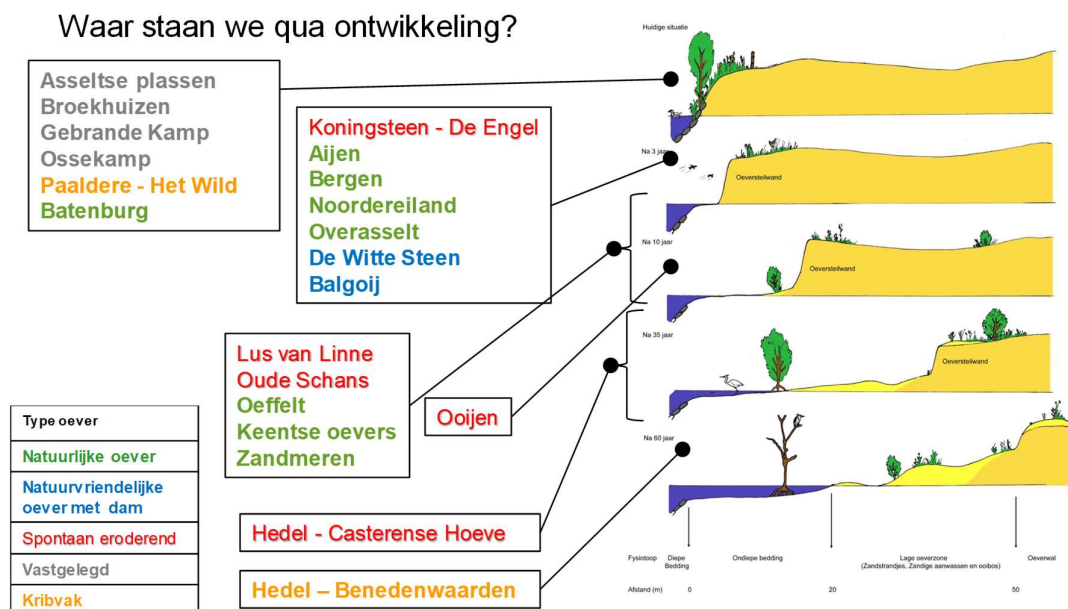 Waar staan we qua ontwikkeling?
Asseltse plassen
Broekhuizen
Gebrande Kamp
Ossekamp
Paaldere - Het Wild
Batenburg
Koningsteen - De Engel
Aijen
Bergen
Noordereiland
Overasselt
De Witte Steen
Balgoij
Lus van Linne
Oude Schans
Oeffelt
Keentse oevers
Zandmeren
Ooijen
Hedel - Casterense Hoeve
Hedel – Benedenwaarden
Type oever
Natuurlijke oever
Natuurvriendelijke
oever met dam
Spontaan eroderend
Vastgelegd
Kribvak
Huidige situatie
Na 3 jaar
Oeversteilwand
Na 10 jaar
Oeversteilwand
Na 35 jaar
Oeversteilwand
Na 60 jaar
Fysiotoop
Diepe
Bedding
Ondiepe bedding
Lage oeverzone
(Zandstrandjes, Zandige aanwassen en ooibos)
Oeverwal
Afstand (m)
0
20
50